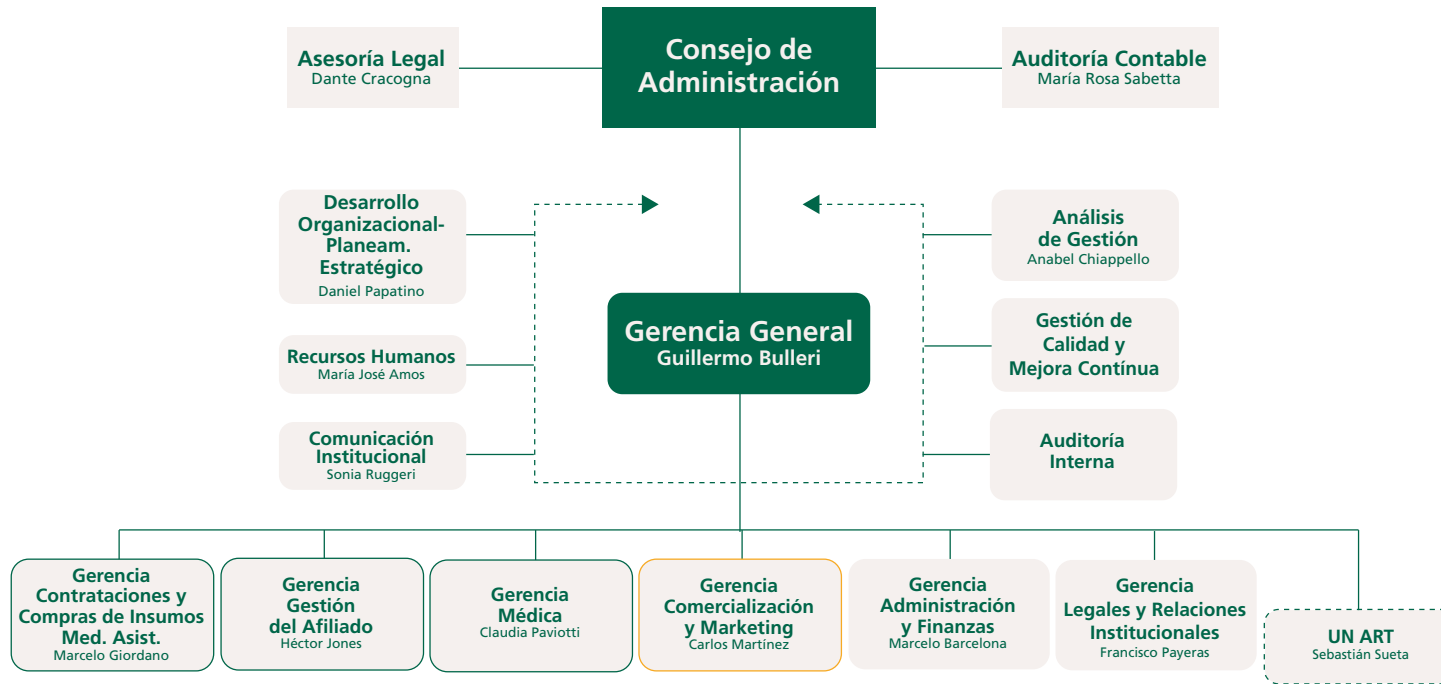 Asesoría Legal
Dante Cracogna
Consejo de
Administración
Auditoría Contable
María Rosa Sabetta
Desarrollo
Organizacional-
Planeam.
Estratégico
Daniel Papatino
Análisis
de Gestión
Anabel Chiappello
Gerencia General
Guillermo Bulleri
Recursos Humanos
María José Amos
Gestión de
Calidad y
Mejora Contínua
Comunicación
Institucional
Sonia Ruggeri
Auditoría
Interna
Gerencia
Contrataciones y
Compras de Insumos
Med. Asist.
Marcelo Giordano
Gerencia
Gestión
del Afiliado
Héctor Jones
Gerencia
Médica
Claudia Paviotti
Gerencia
Comercialización
y Marketing
Carlos Martínez
Gerencia
Administración
y Finanzas
Marcelo Barcelona
Gerencia
Legales y Relaciones
Institucionales
Francisco Payeras
UN ART
Sebastián Sueta